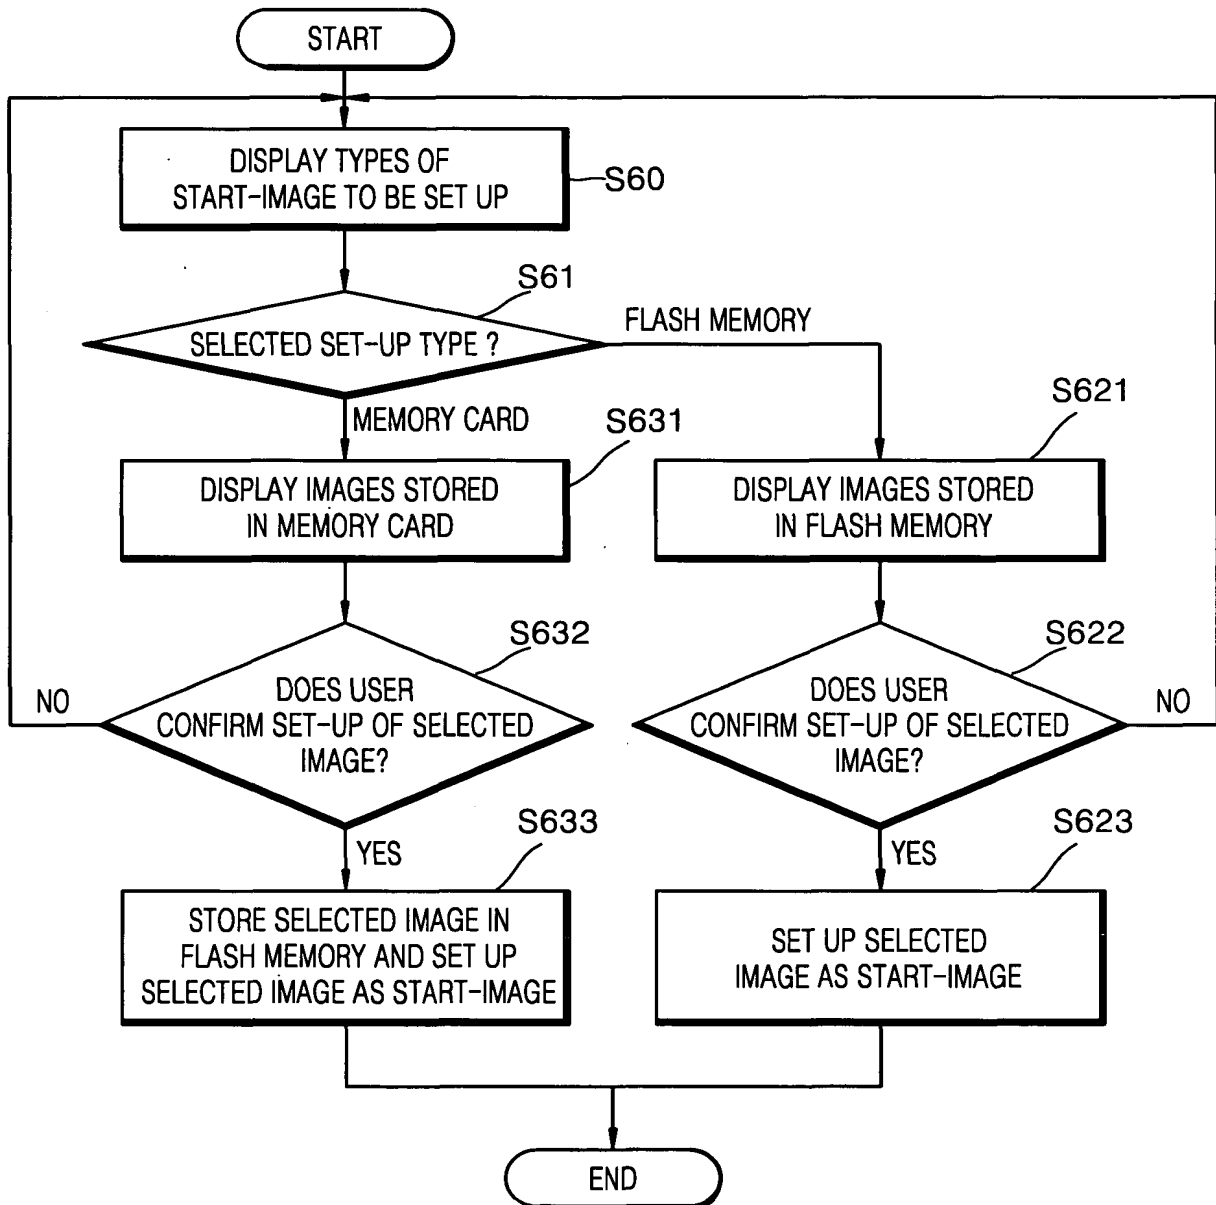 START
DISPLAY TYPES OF
START-IMAGE TO BE SET UP
S60
S61
SELECTED SET-UP TYPE ?
FLASH MEMORY
MEMORY CARD
S631
S621
DISPLAY IMAGES STORED
IN MEMORY CARD
DISPLAY IMAGES STORED
IN FLASH MEMORY
S632
S622
NO
DOES USER
CONFIRM SET-UP OF SELECTED
IMAGE?
DOES USER
CONFIRM SET-UP OF SELECTED
IMAGE?
NO
YES
S633
YES
S623
STORE SELECTED IMAGE IN
FLASH MEMORY AND SET UP
SELECTED IMAGE AS START-IMAGE
SET UP SELECTED
IMAGE AS START-IMAGE
END